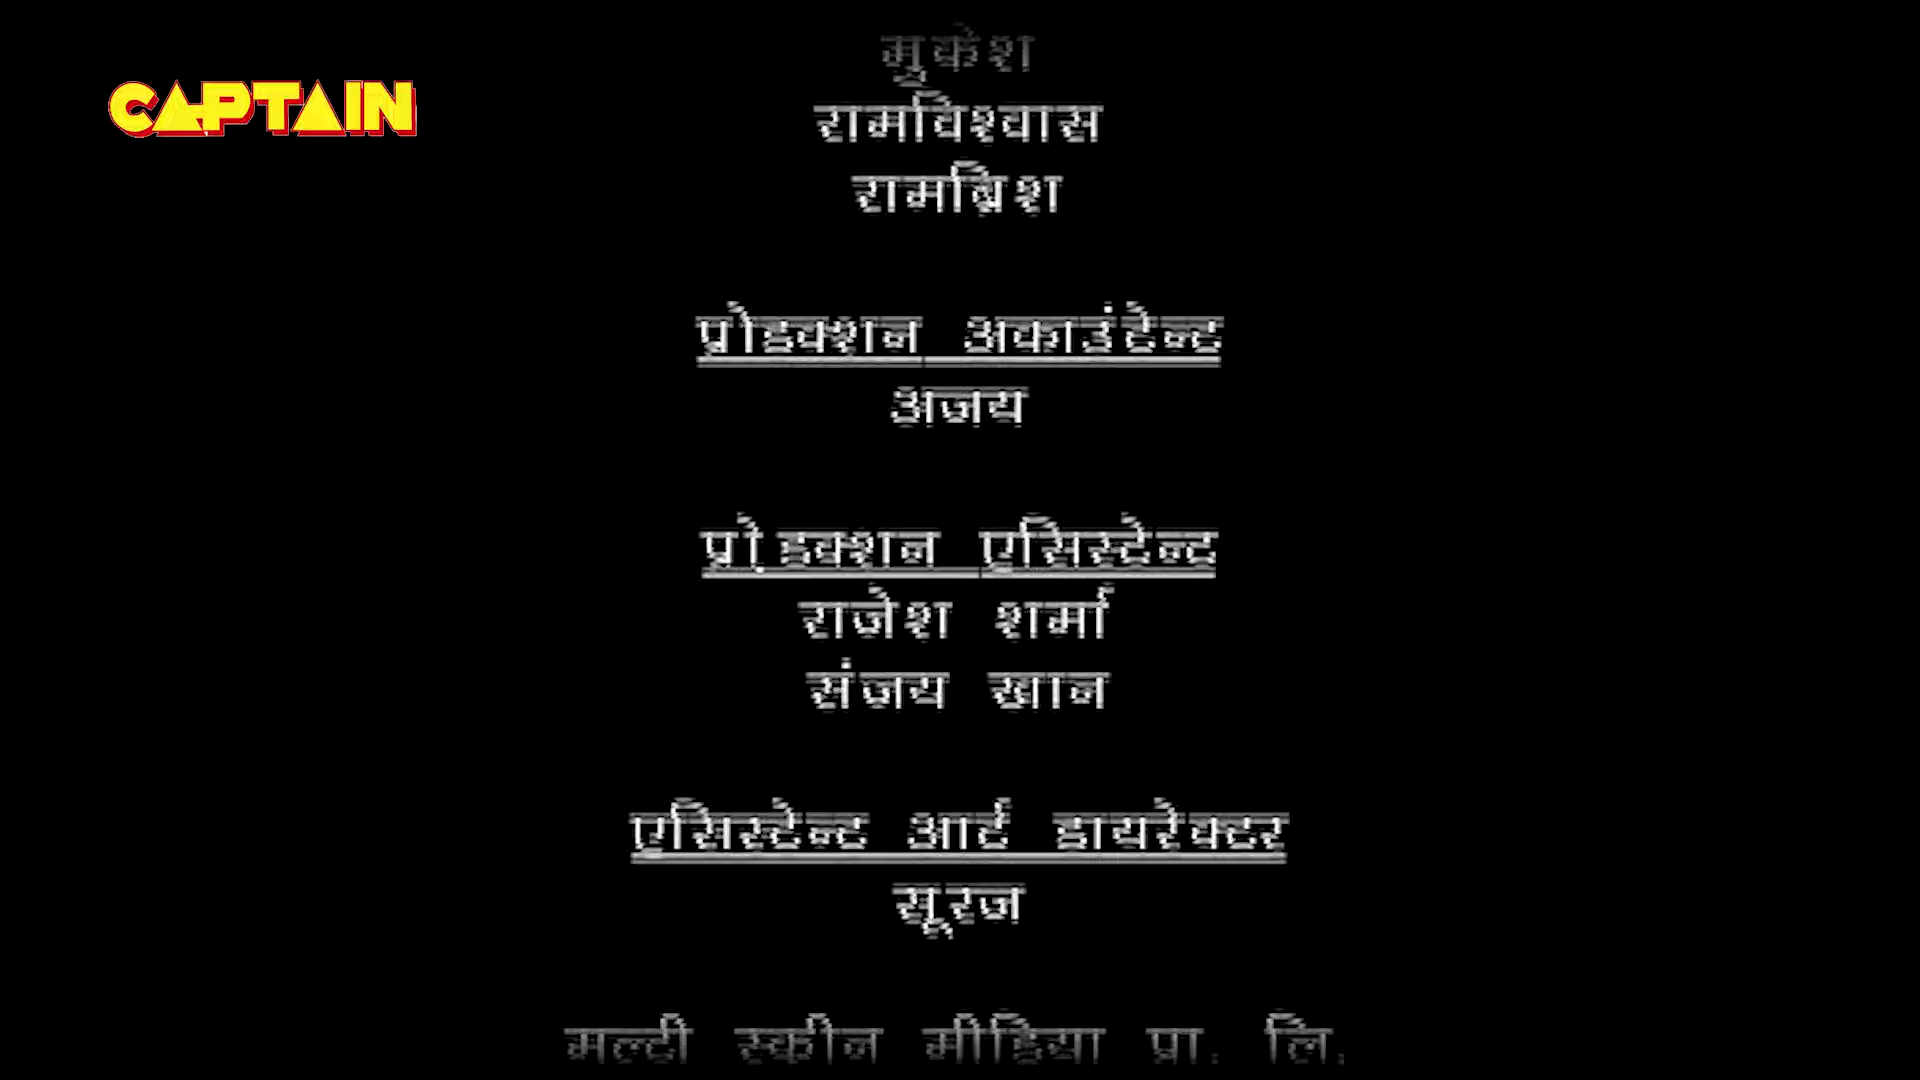 मुकेश
CAPTAIN
रामविश्वास
रामब्रिश
प्रोडक्शन अकाउंटेन्ट
अजय
प्रोडक्शन एसिस्टेन्ट
राजेश शर्मा
संजय खान
एसिस्टेन्ट आर्ट डायरेक्टर
सूरज
मल्टी स्क्रीन मीडिया प्रा. लि.